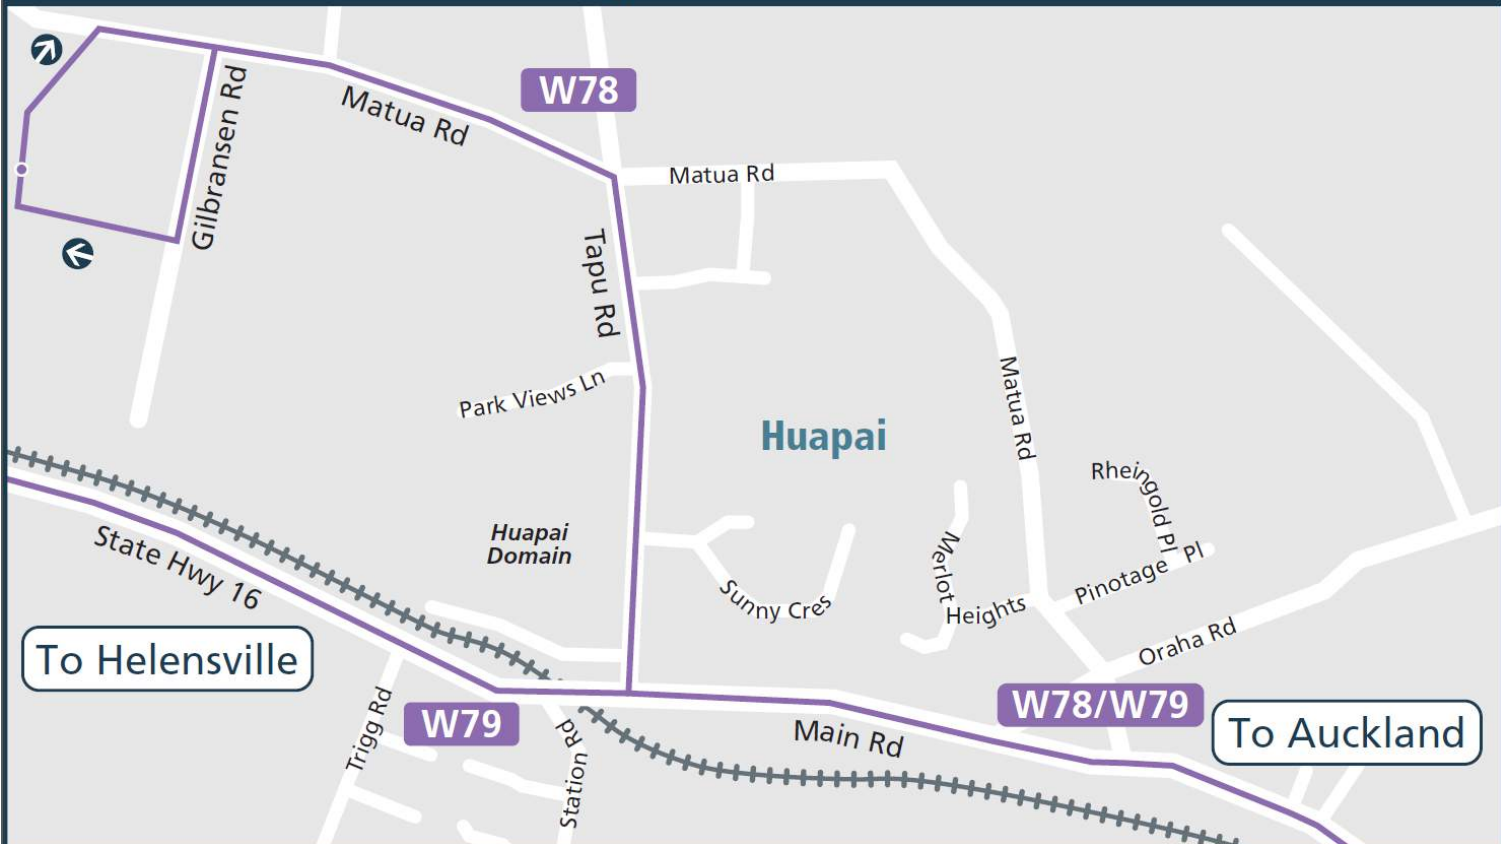 W78
Matua Rd
Gilbransen Rd
Matua Rd
Tapu Rd
Park Views Ln
Huapai
Matua Rd
Rheingold Pl
Huapai
Domain
State Hwy 16
Sunny Cres
Merlot
Heights
Pinotage Pl
Oraha Rd
To Helensville
Trigg Rd
W79
Station Rd
Main Rd
W78/W79
To Auckland